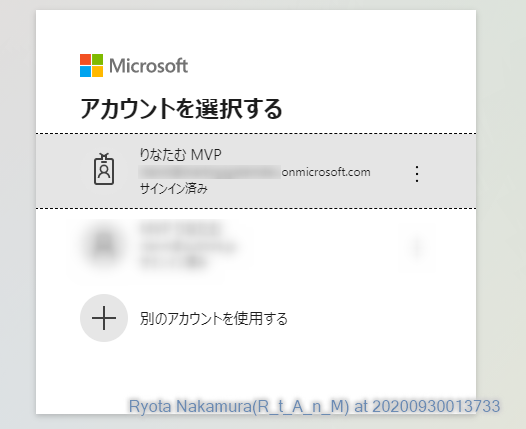 Microsoft
アカウントを選択する
りなたむ MVP
onmicrosoft.com
サインイン済み
別のアカウントを使用する
Ryota Nakamura(R_t_A_n_M) at 20200930013733